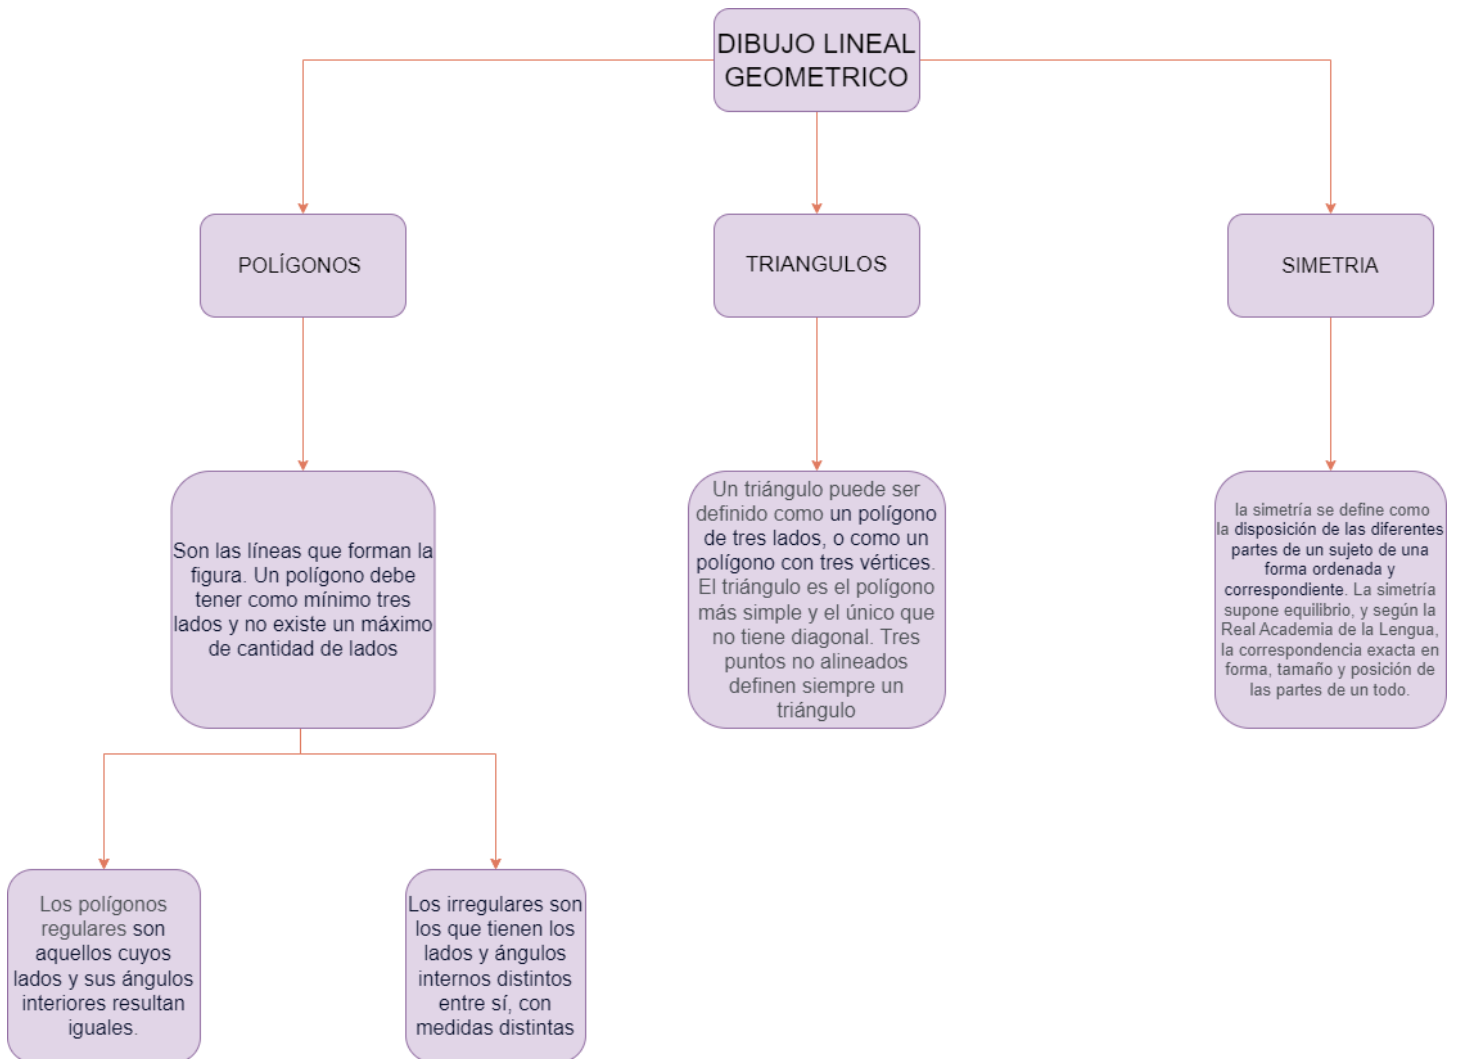 DIBUJO LINEAL
GEOMETRICO
POLÍGONOS
TRIANGULOS
SIMETRIA
Son las líneas que forman la
figura. Un polígono debe
tener como mínimo tres
lados y no existe un máximo
de cantidad de lados
Un triángulo puede ser
definido como un polígono
de tres lados, o como un
polígono con tres vértices.
El triángulo es el polígono
más simple y el único que
no tiene diagonal. Tres
puntos no alineados
definen siempre un
triángulo
la simetría se define como
la disposición de las diferentes
partes de un sujeto de una
forma ordenada y
correspondiente. La simetría
supone equilibrio, y según la
Real Academia de la Lengua,
la correspondencia exacta en
forma, tamaño y posición de
las partes de un todo.
Los polígonos
regulares son
aquellos cuyos
lados y sus ángulos
interiores resultan
iguales.
Los irregulares son
los que tienen los
lados y ángulos
internos distintos
entre sí, con
medidas distintas